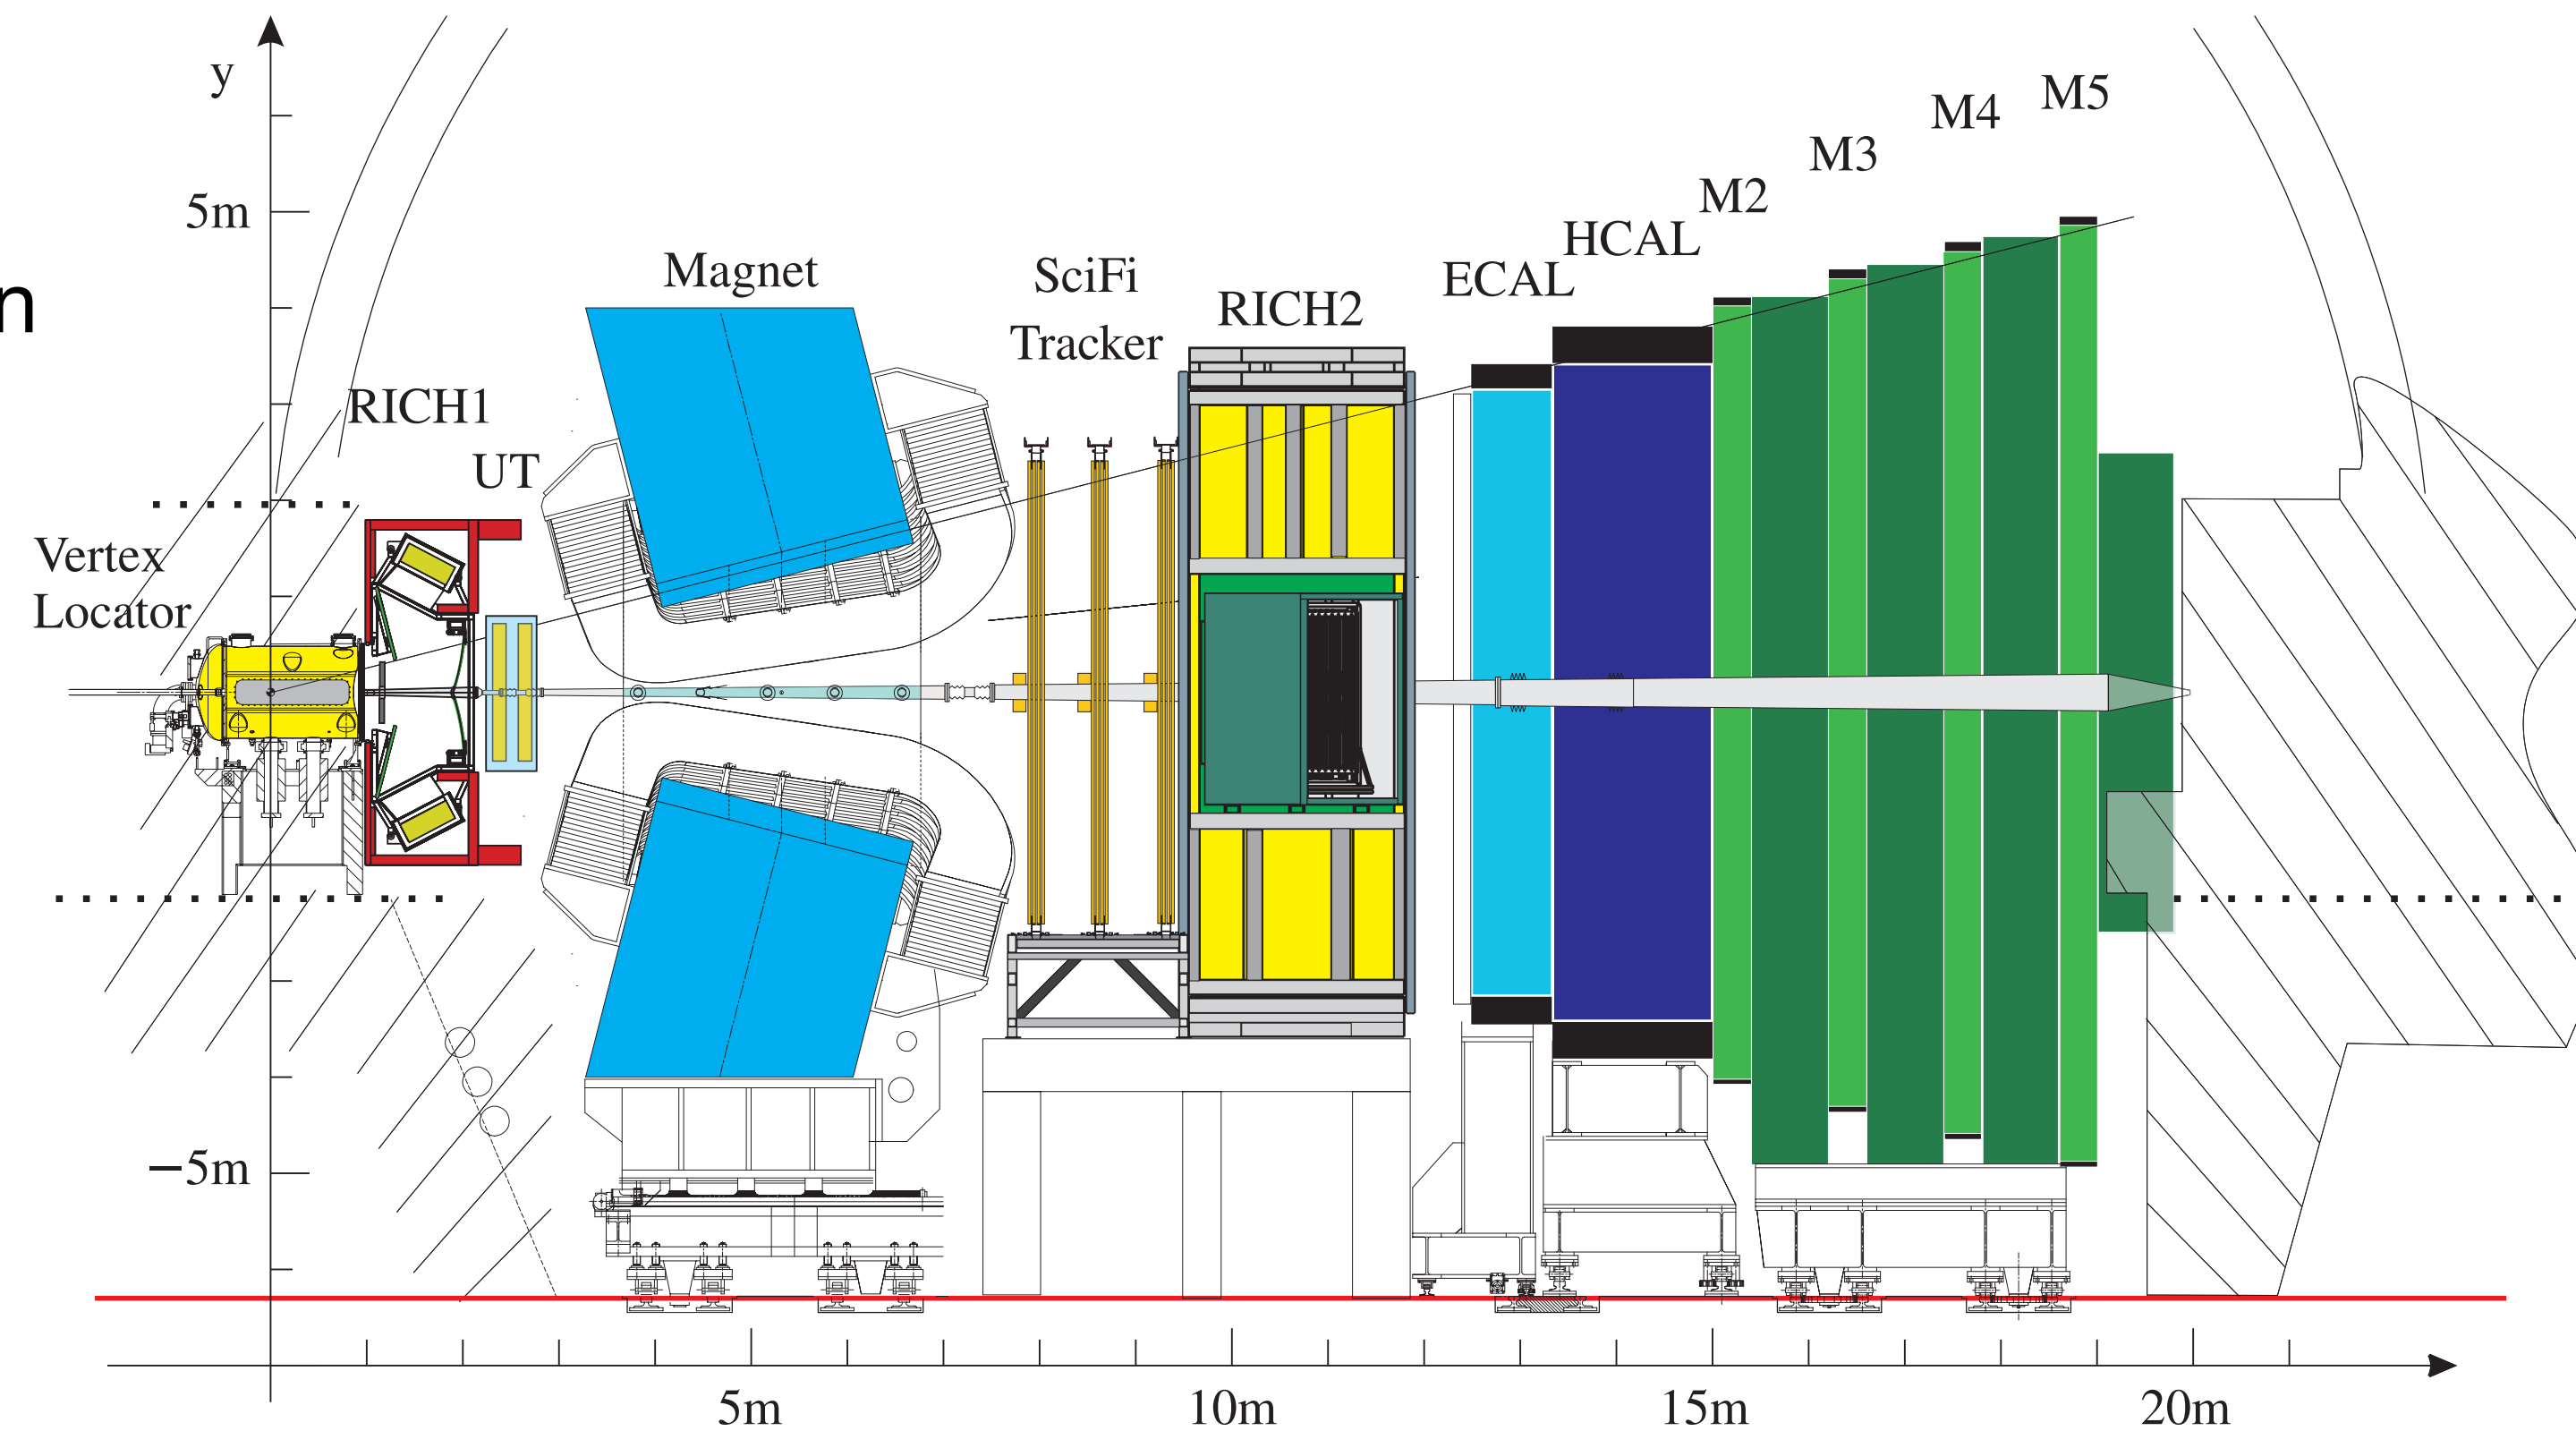 y
5m
n
Magnet
RICH1
UT
Vertex
Locator
SciFi
Tracker
RICH2
ECAL
HCAL
M2
M3
M4
M5
−5m
5m
10m
15m
20m